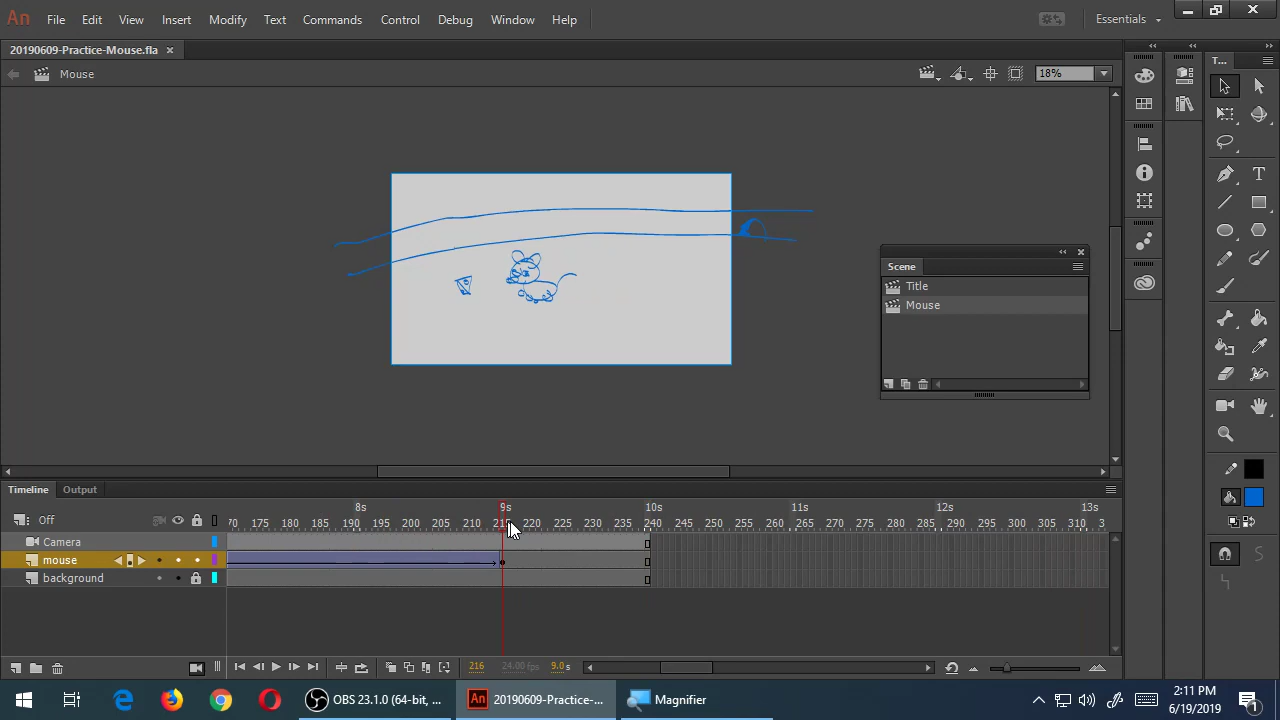 An File Edit View Insert Modify Text Commands Control Debug Window Help Essentials
20190609-Practice-Mouse.fla ×
Mouse 18%
T...
Scene
Title
Mouse
Timeline Output
8s 9s 10s 11s 12s 13s
Off 70 175 180 185 190 195 200 205 210 220 225 230 235 240 245 250 255 260 265 270 275 280 285 290 295 300 305 310 3
Camera
mouse
background
216 24.00 fps 9.0 s
OBS 23.1.0 (64-bit, ... An 20190609-Practice-... Magnifier
2:11 PM
6/19/2019
1